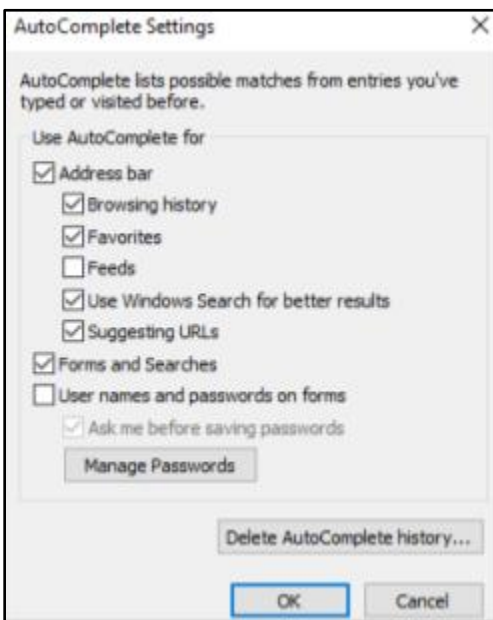 AutoComplete Settings
AutoComplete lists possible matches from entries you've
typed or visited before.
Use AutoComplete for
Address bar
Browsing history
Favorites
Feeds
Use Windows Search for better results
Suggesting URLs
Forms and Searches
User names and passwords on forms
Ask me before saving passwords
Manage Passwords
Delete AutoComplete history...
OK Cancel